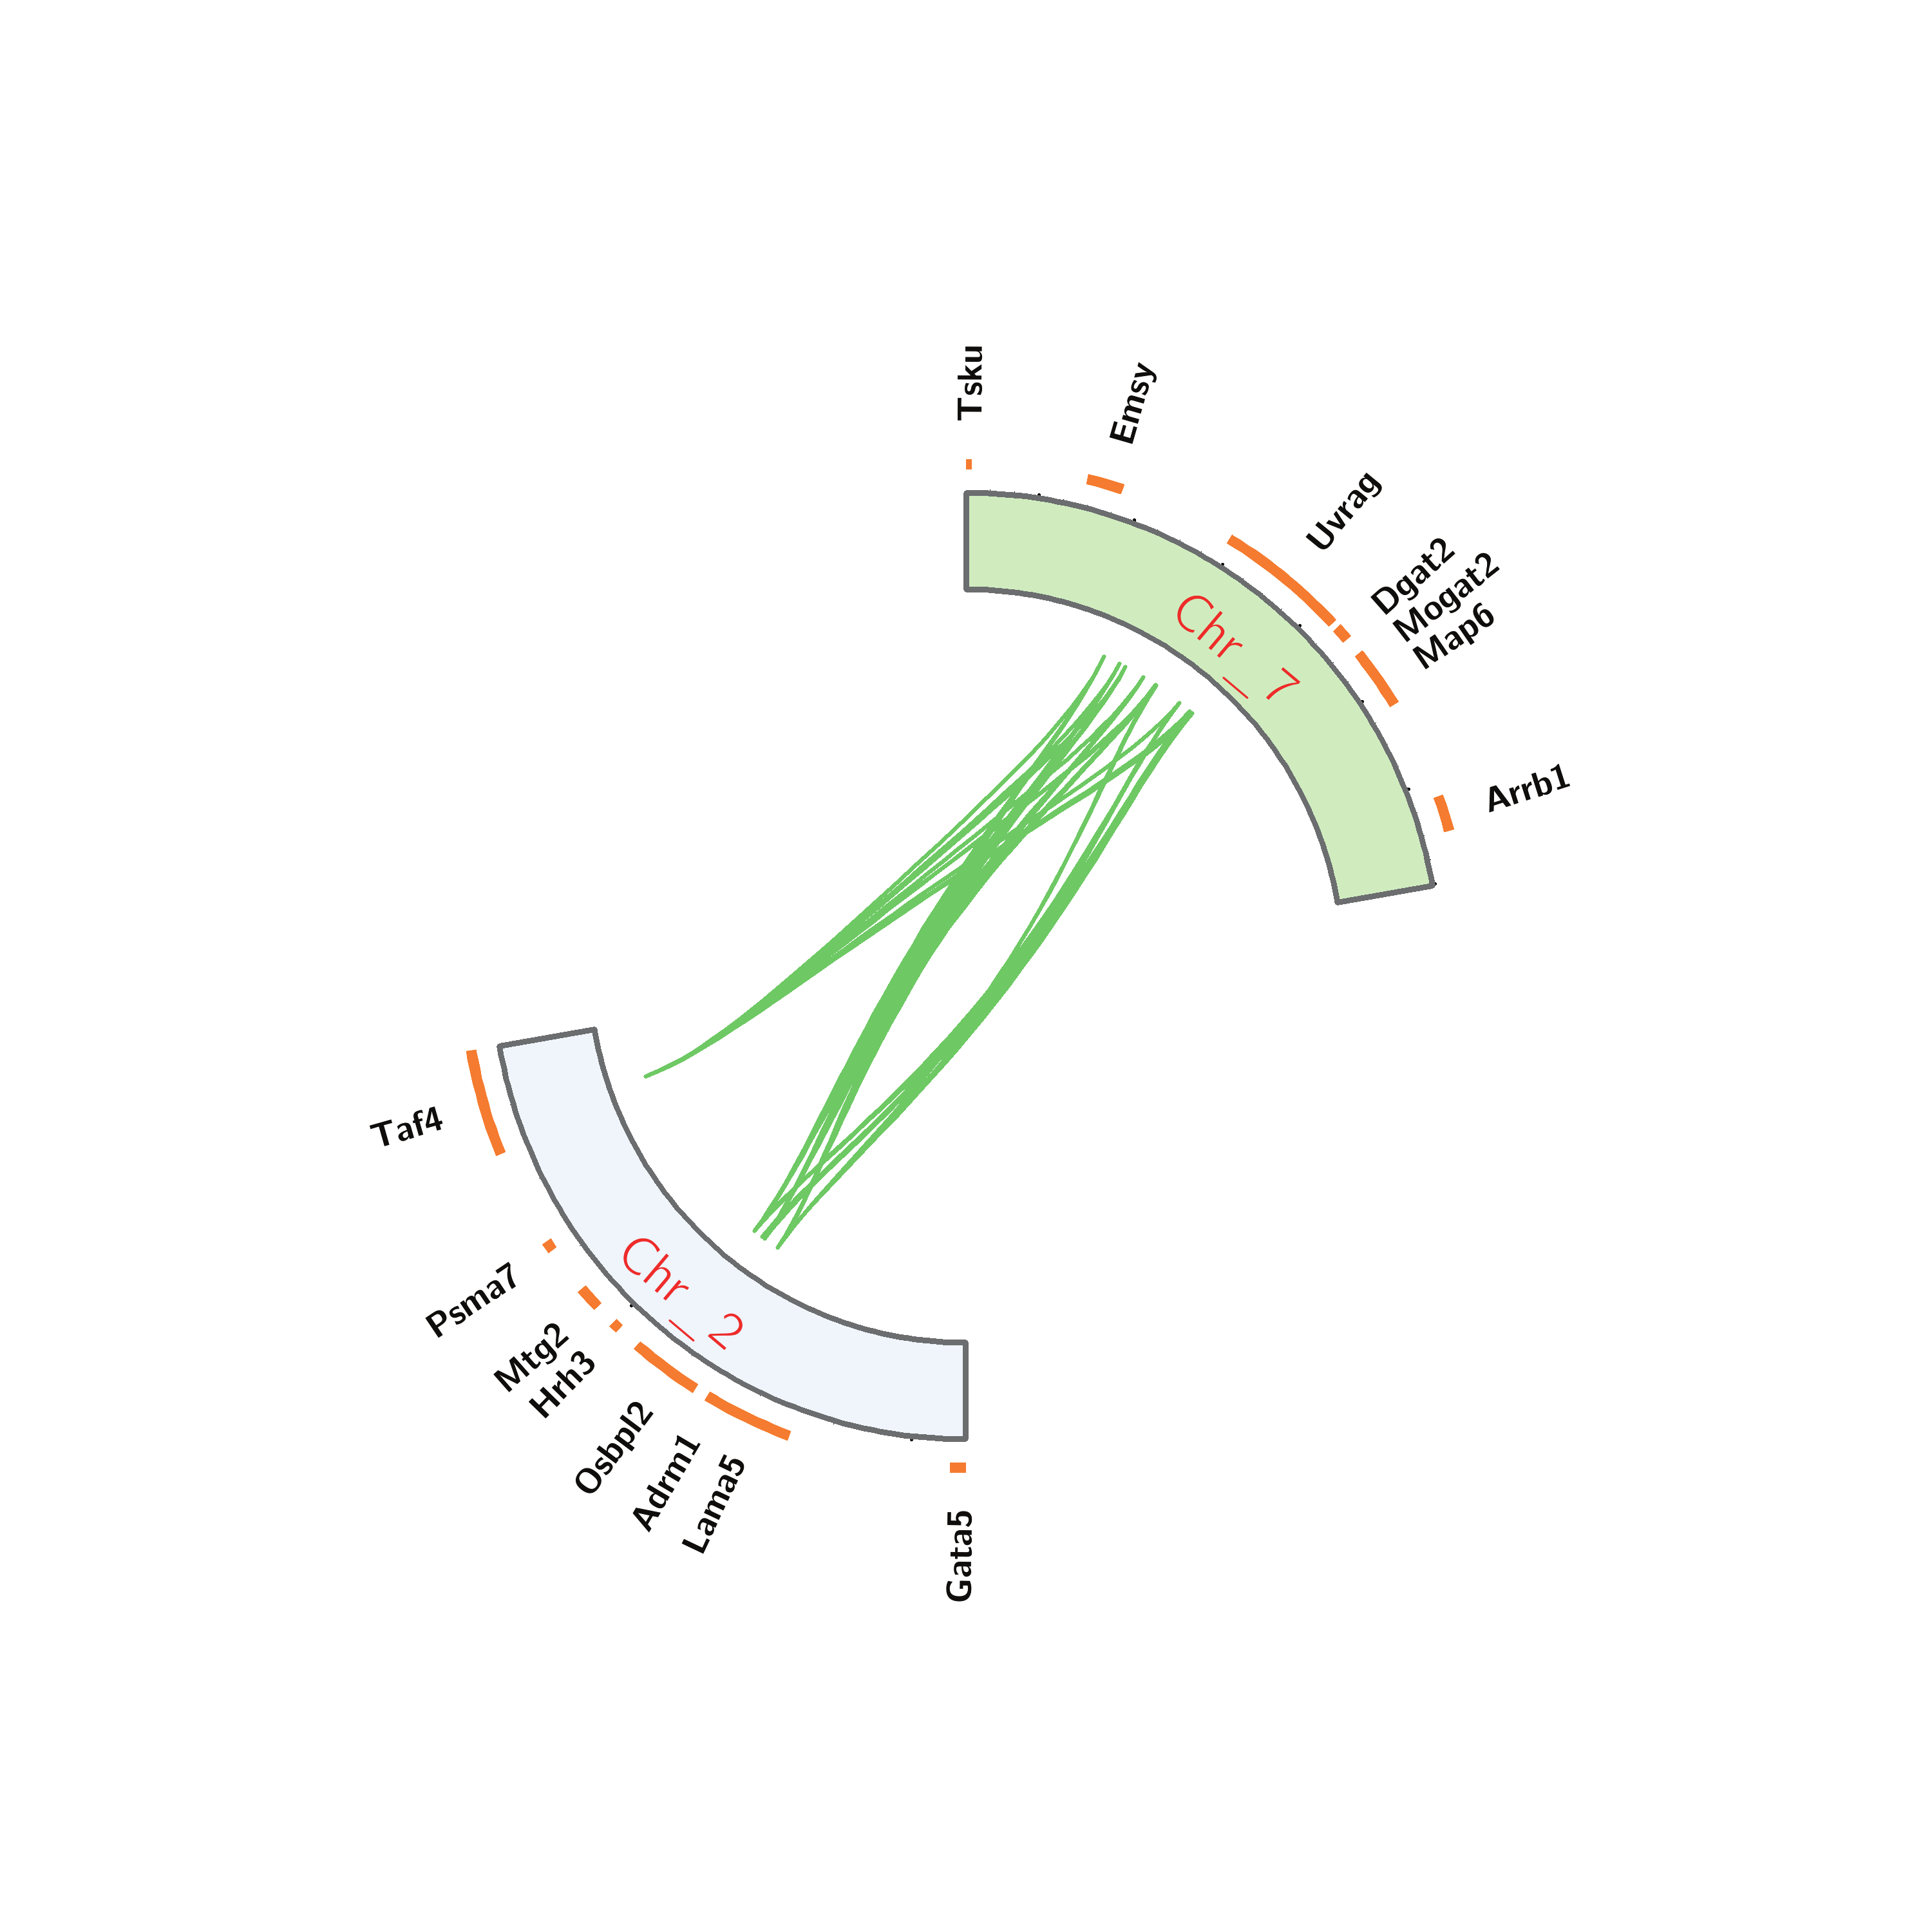 Tsku
Emsy
Uvrag
Dgat2
Mogat2
Map6
Chr_7
Arrb1
Taf4
Psma7
Mtg2
Hrh3
Chr_2
Osbpl2
Adrm1
Lama5
Gata5